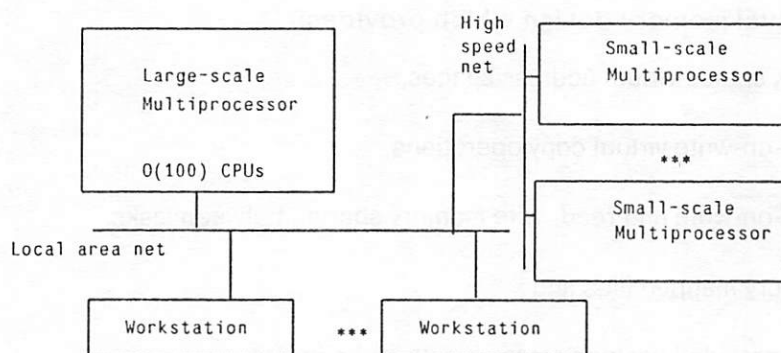 Large-scale
Multiprocessor
O(100) CPUs
High
speed
net
Small-scale
Multiprocessor
***
Small-scale
Multiprocessor
Local area net
Workstation
***
Workstation